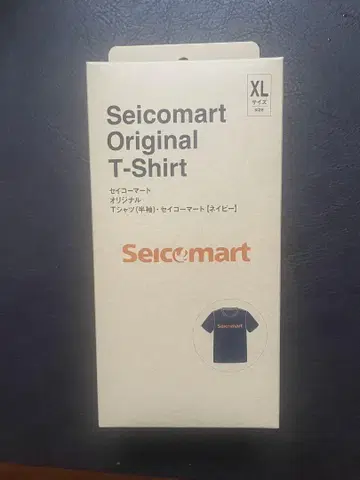 XL
サイズ
Seicomart
Original
T-Shirt
セイコーマート
オリジナル
Tシャツ(半袖)・セイコーマート【ネイビー】
Seicomart
Seicomart